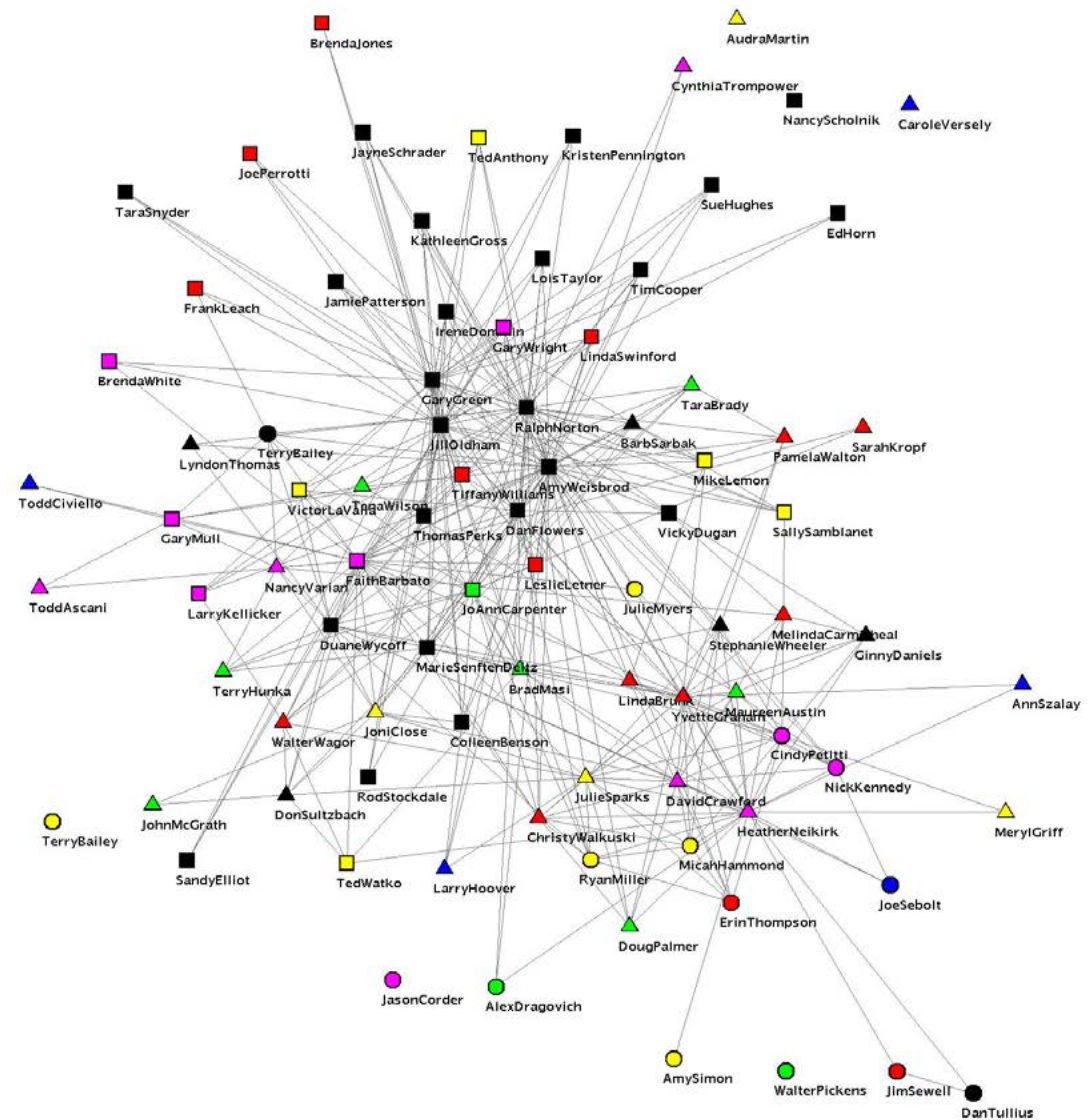 BrendaJones
AudraMartin
CynthiaTrompower
NancyScholnik
CaroleVersely
JayneSchrader
TedAnthony
KristenPennington
JoePerrotti
TaraSnyder
SueHughes
EdHorn
KathleenGross
LoisTaylor
TimCooper
JamiePatterson
FrankLeach
GaryWright
LindaSwinford
BrendaWhite
GaryGreen
TaraBrady
RalphNorton
JillOldham
BarbSarbak
PamelaWalton
SarahKropf
LyndonThomas
TerryBailey
MikeLemon
AmyWeisbrod
TiffanyWilliams
ToddCiviello
SallySamblanet
GaryMull
ThomasPerks
DanFlowers
VickyDugan
NancyVarian
FaithBarbato
LeslieLetner
ToddAscani
LarryKellicker
JoAnnCarpenter
JulieMyers
DuaneWycoff
StephanieWheeler
GinnyDaniels
TerryHunka
BradMasi
YvetteGraham
MaureenAustin
AnnSzalay
WalterWagor
JoniClose
ColleenBenson
CindyPetitti
NickKennedy
RodStockdale
JulieSparks
DavidCrawford
TerryBailey
JohnMcGrath
DonSultzbach
ChristyWalkuski
HeatherNeikirk
MerylGriff
SandyElliot
TedWatko
LarryHoover
RyanMiller
MicahHammond
JoeSebolt
ErinThompson
DougPalmer
JasonCorder
AlexDragovich
AmySimon
WalterPickens
JimSewell
DanTullius